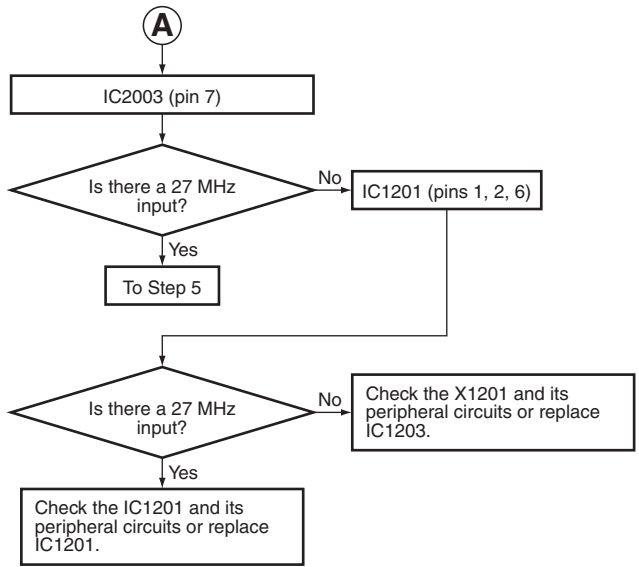 A
IC2003 (pin 7)
Is there a 27 MHz
input?
No
IC1201 (pins 1, 2, 6)
Yes
To Step 5
Is there a 27 MHz
input?
No
Check the X1201 and its
peripheral circuits or replace
IC1203.
Yes
Check the IC1201 and its
peripheral circuits or replace
IC1201.